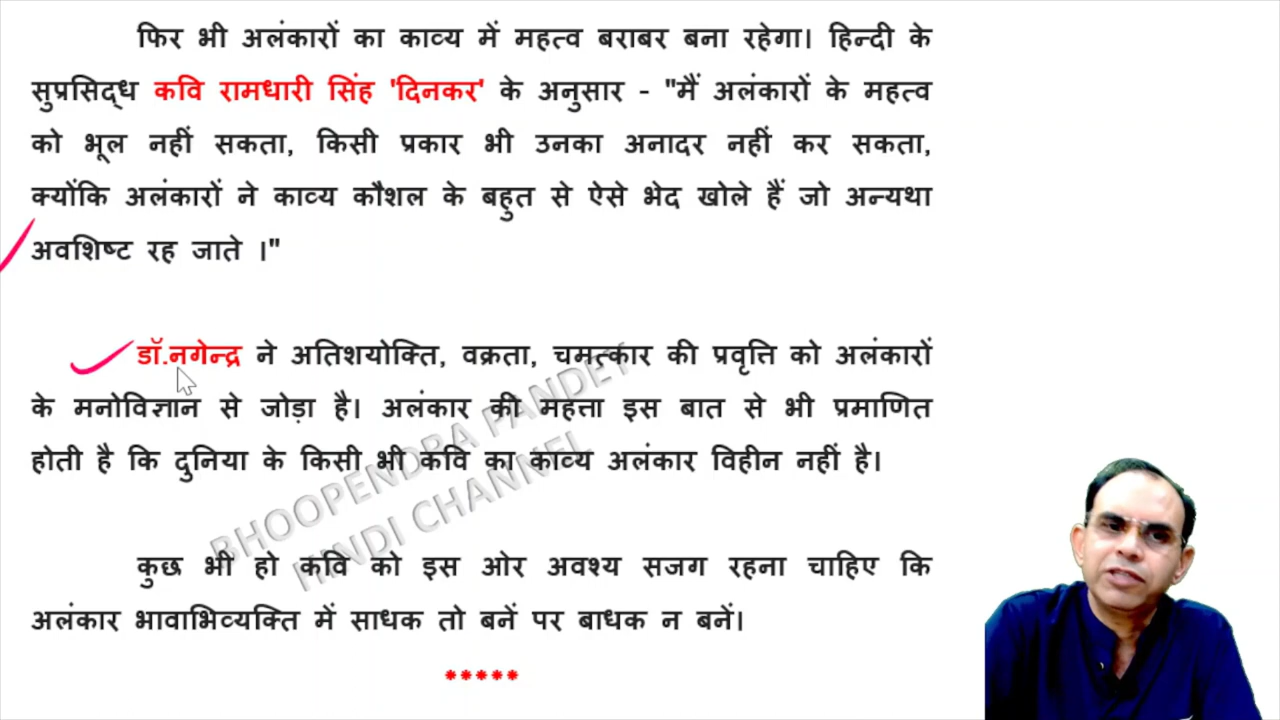 फिर भी अलंकारों का काव्य में महत्व बराबर बना रहेगा। हिन्दी के
सुप्रसिद्ध कवि रामधारी सिंह 'दिनकर' के अनुसार - "मैं अलंकारों के महत्व
को भूल नहीं सकता, किसी प्रकार भी उनका अनादर नहीं कर सकता,
क्योंकि अलंकारों ने काव्य कौशल के बहुत से ऐसे भेद खोले हैं जो अन्यथा
अवशिष्ट रह जाते ।"
डॉ.नगेन्द्र ने अतिशयोक्ति, वक्रता, चमत्कार की प्रवृत्ति को अलंकारों
के मनोविज्ञान से जोड़ा है। अलंकार की महत्ता इस बात से भी प्रमाणित
होती है कि दुनिया के किसी भी कवि का काव्य अलंकार विहीन नहीं है।
BHOOPENDRA PANDEY
HINDI CHANNEL
कुछ भी हो कवि को इस ओर अवश्य सजग रहना चाहिए कि
अलंकार भावाभिव्यक्ति में साधक तो बनें पर बाधक न बनें।
*****